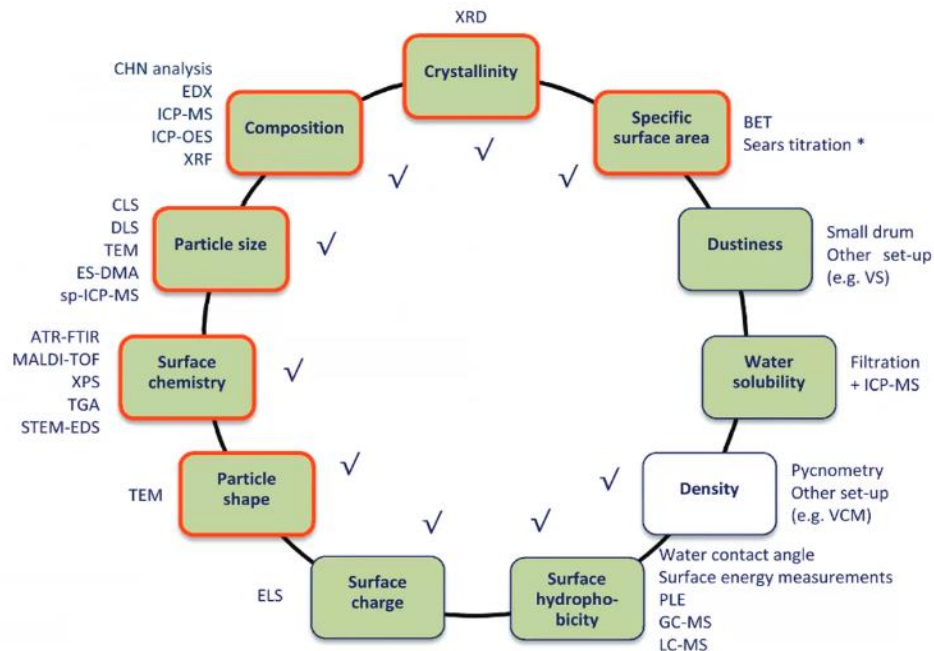 XRD
Crystallinity
CHN analysis
EDX
ICP-MS
ICP-OES
XRF
Composition
Specific
surface area
BET
Sears titration *
√
√
√
CLS
DLS
TEM
ES-DMA
sp-ICP-MS
Particle size
√
Dustiness
Small drum
Other set-up
(e.g. VS)
ATR-FTIR
MALDI-TOF
XPS
TGA
STEM-EDS
Surface
chemistry
√
Water
solubility
Filtration
+ ICP-MS
TEM
Particle
shape
√
√
Density
Pycnometry
Other set-up
(e.g. VCM)
√
√
ELS
Surface
charge
Surface
hydropho-
bicity
Water contact angle
Surface energy measurements
PLE
GC-MS
LC-MS